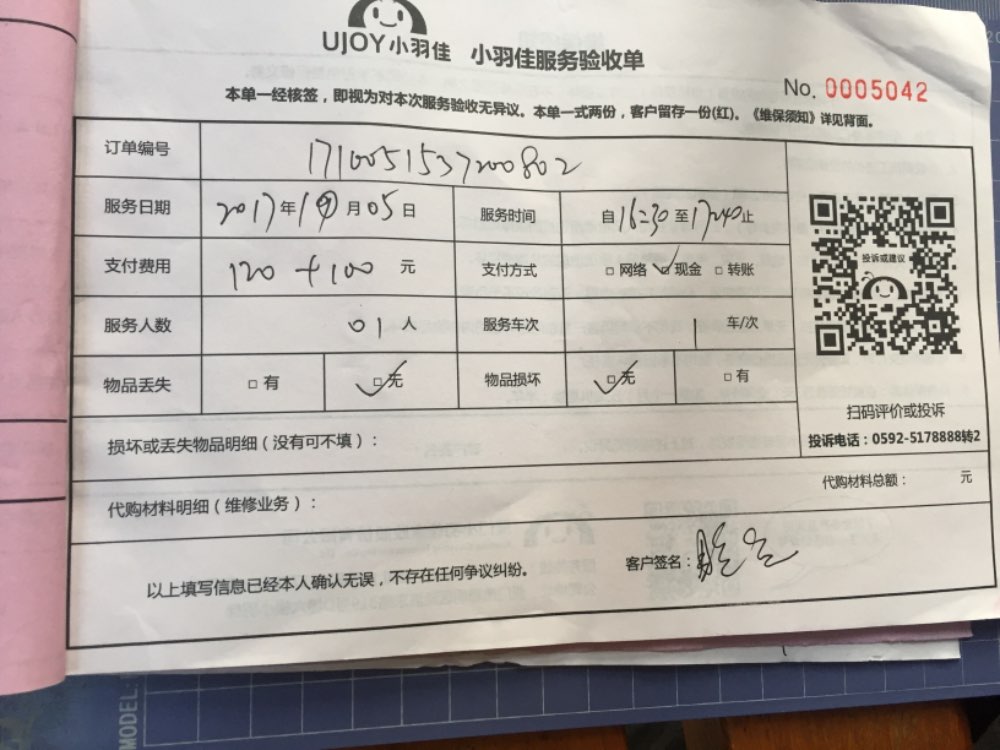 UJOY小羽佳 小羽佳服务验收单
No. 0005042
本单一经核签，即视为对本次服务验收无异议。本单一式两份，客户留存一份(红)。《维保须知》详见背面。
订单编号 1710051537200802
服务日期 2017年10月05日 服务时间 自16:30至17:40止
支付费用 120+100 元 支付方式 □网络 ☑现金 □转账
服务人数 01人 服务车次 1 车/次
物品丢失 □有 ☑无 物品损坏 ☑无 □有
投诉或建议
扫码评价或投诉
投诉电话：0592-5178888转2
损坏或丢失物品明细（没有可不填）：
代购材料明细（维修业务）：
代购材料总额： 元
以上填写信息已经本人确认无误，不存在任何争议纠纷。
客户签名：
MODEL: